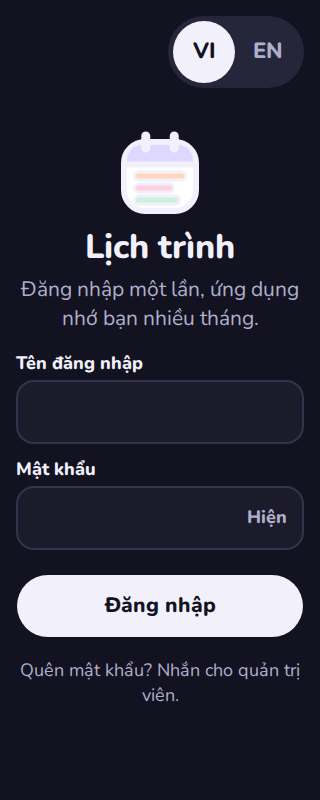 VI EN
Lịch trình
Đăng nhập một lần, ứng dụng
nhớ bạn nhiều tháng.
Tên đăng nhập
Mật khẩu
Hiện
Đăng nhập
Quên mật khẩu? Nhắn cho quản trị
viên.